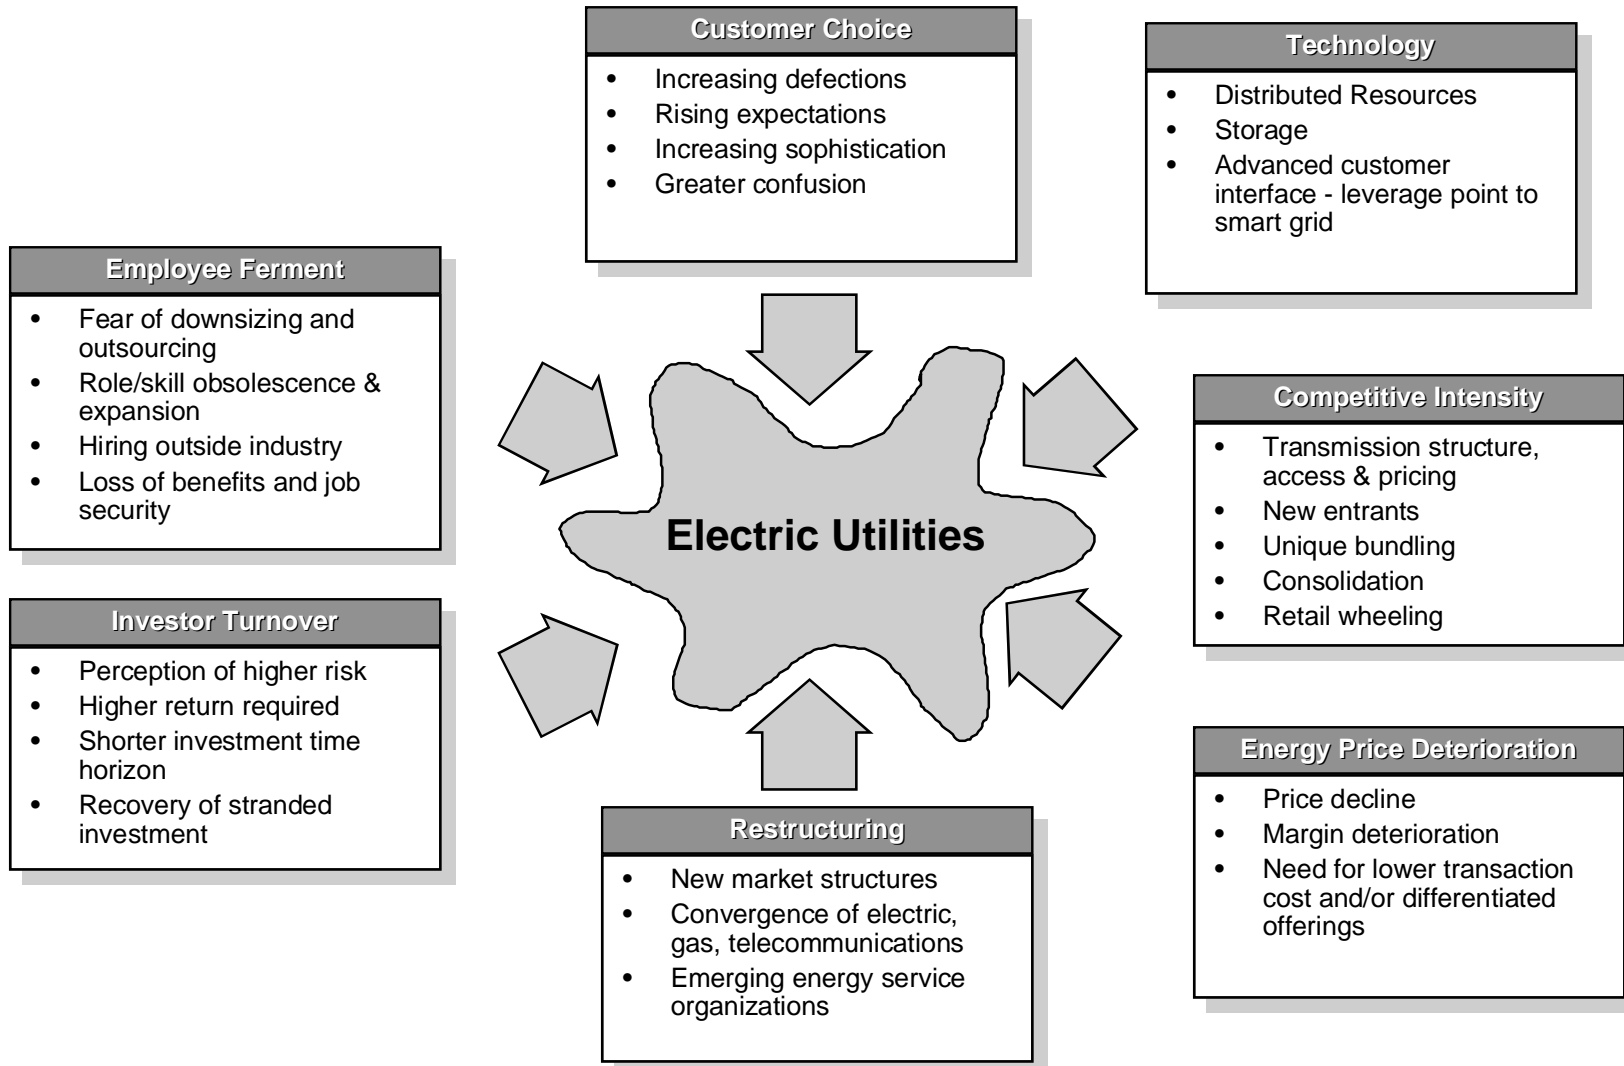 Customer Choice
• Increasing defections
• Rising expectations
• Increasing sophistication
• Greater confusion
Technology
• Distributed Resources
• Storage
• Advanced customer
interface - leverage point to
smart grid
Employee Ferment
• Fear of downsizing and
outsourcing
• Role/skill obsolescence &
expansion
• Hiring outside industry
• Loss of benefits and job
security
Competitive Intensity
• Transmission structure,
access & pricing
• New entrants
• Unique bundling
• Consolidation
• Retail wheeling
Electric Utilities
Investor Turnover
• Perception of higher risk
• Higher return required
• Shorter investment time
horizon
• Recovery of stranded
investment
Energy Price Deterioration
• Price decline
• Margin deterioration
• Need for lower transaction
cost and/or differentiated
offerings
Restructuring
• New market structures
• Convergence of electric,
gas, telecommunications
• Emerging energy service
organizations